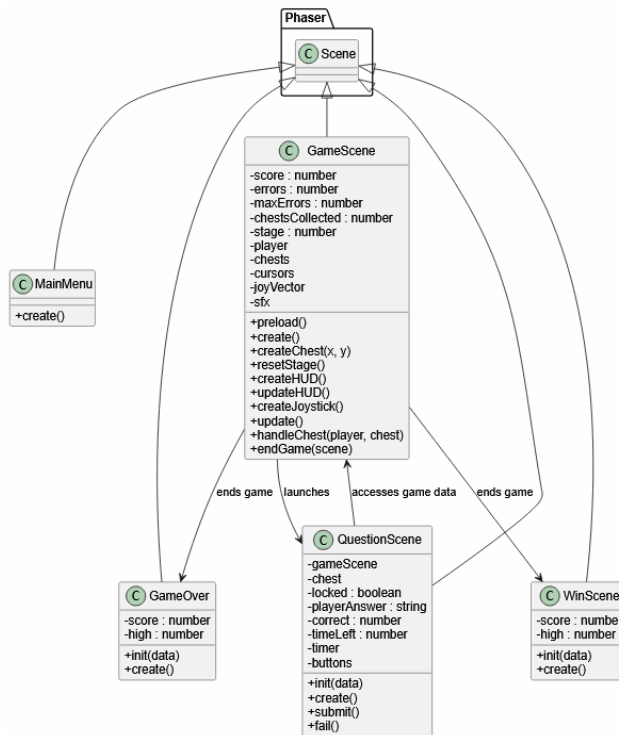 Phaser
C Scene
C GameScene
-score : number
-errors : number
-maxErrors : number
-chestsCollected : number
-stage : number
-player
-chests
-cursors
-joyVector
-sfx
+preload()
+create()
+createChest(x, y)
+resetStage()
+createHUD()
+updateHUD()
+createJoystick()
+update()
+handleChest(player, chest)
+endGame(scene)
C MainMenu
+create()
ends game
launches
accesses game data
ends game
C GameOver
-score : number
-high : number
+init(data)
+create()
C QuestionScene
-gameScene
-chest
-locked : boolean
-playerAnswer : string
-correct : number
-timeLeft : number
-timer
-buttons
+init(data)
+create()
+submit()
+fail()
C WinScene
-score : number
-high : number
+init(data)
+create()